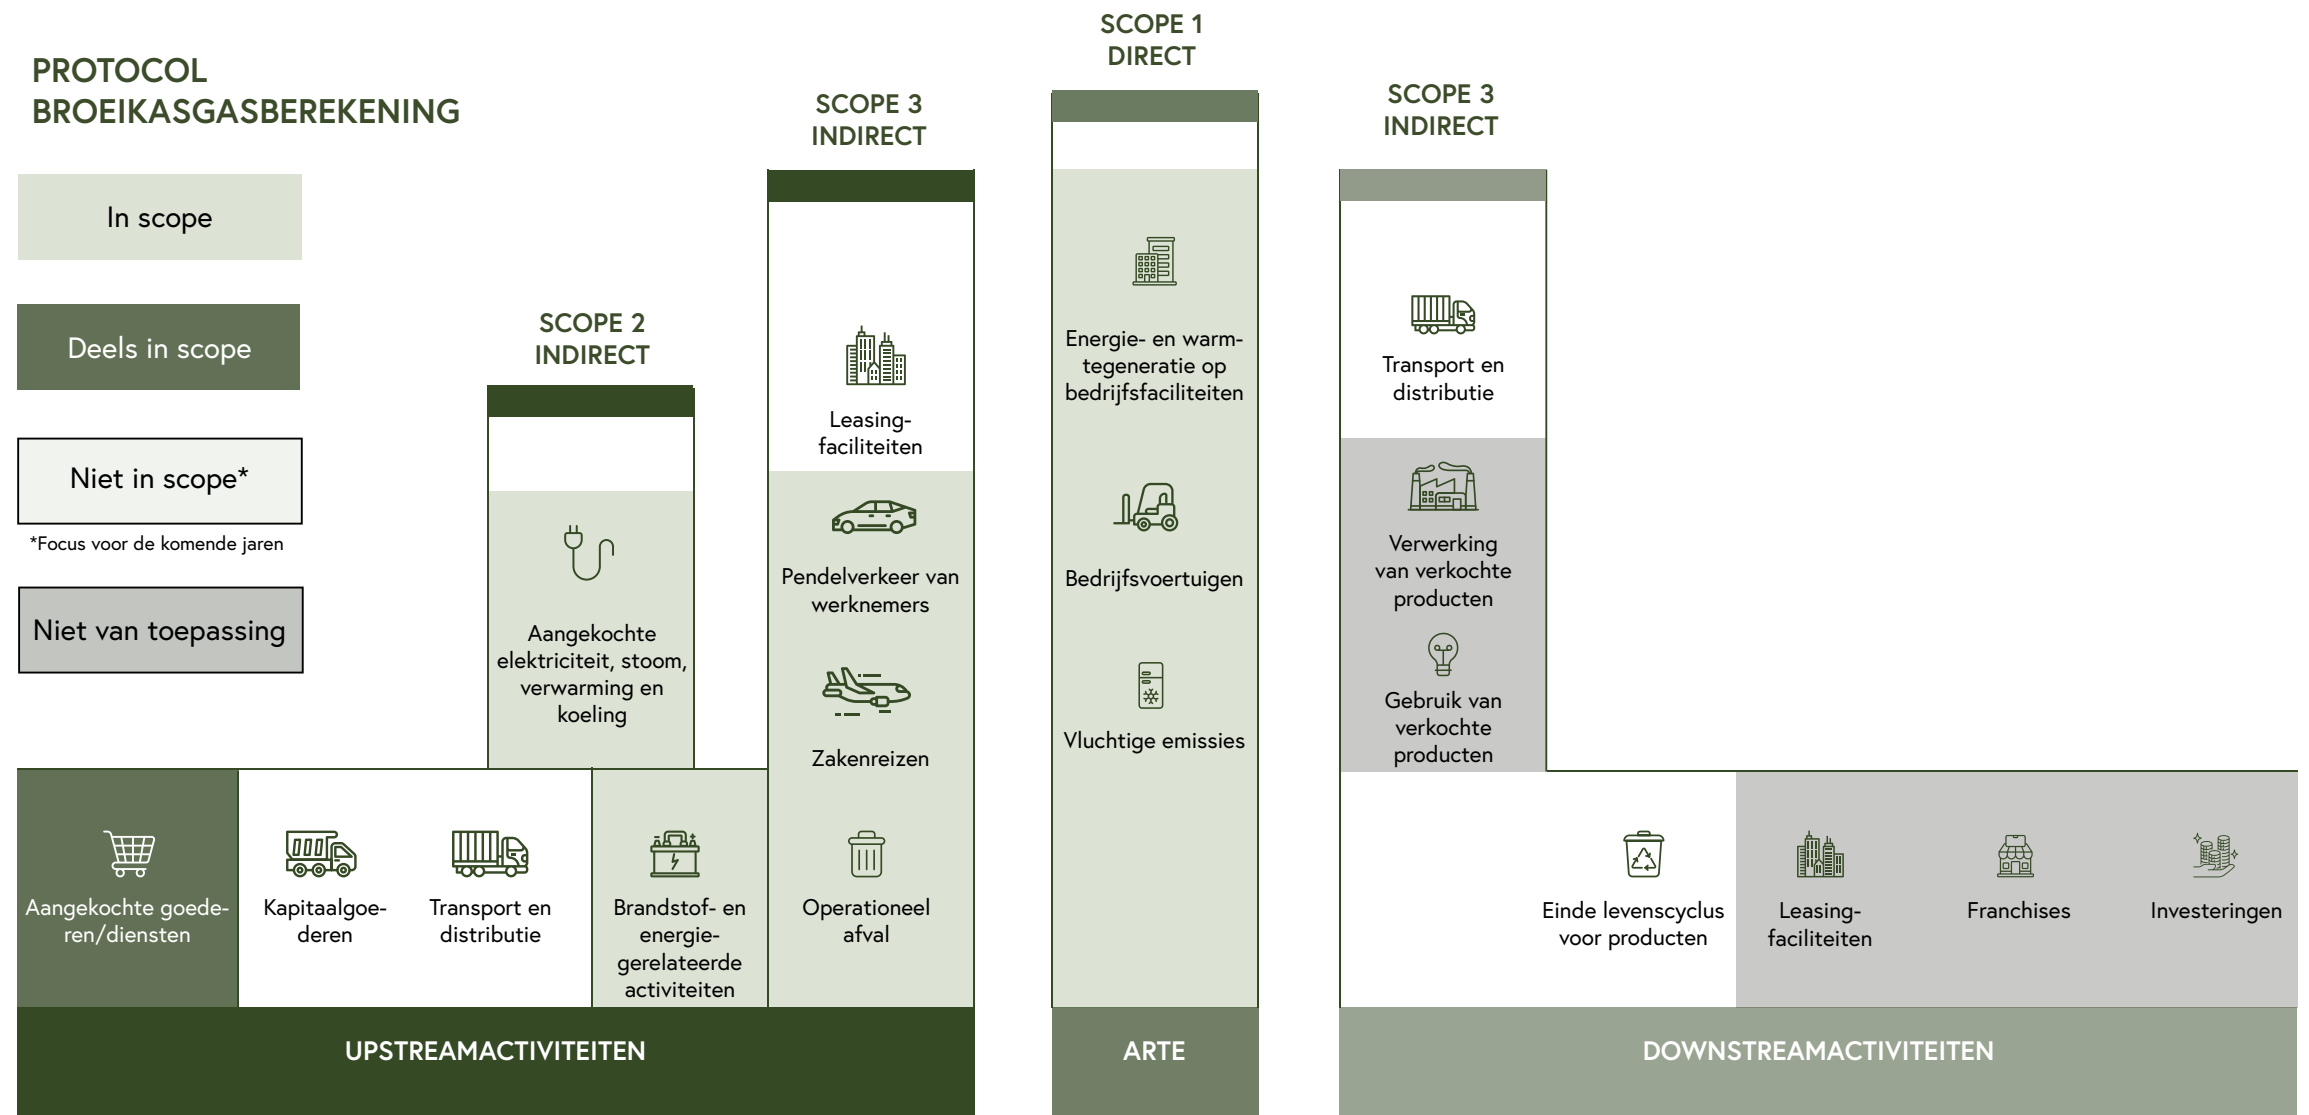 PROTOCOL
BROEIKASGASBEREKENING
In scope
Deels in scope
Niet in scope*
*Focus voor de komende jaren
Niet van toepassing
SCOPE 2
INDIRECT
Aangekochte
elektriciteit, stoom,
verwarming en
koeling
SCOPE 3
INDIRECT
Leasing-
faciliteiten
Pendelverkeer van
werknemers
Zakenreizen
Operationeel
afval
Aangekochte goede-
ren/diensten
Kapitaalgoe-
deren
Transport en
distributie
Brandstof- en
energie-
gerelateerde
activiteiten
UPSTREAMACTIVITEITEN
SCOPE 1
DIRECT
Energie- en warm-
tegeneratie op
bedrijfsfaciliteiten
Bedrijfsvoertuigen
Vluchtige emissies
ARTE
SCOPE 3
INDIRECT
Transport en
distributie
Verwerking
van verkochte
producten
Gebruik van
verkochte
producten
Einde levenscyclus
voor producten
Leasing-
faciliteiten
Franchises
Investeringen
DOWNSTREAMACTIVITEITEN